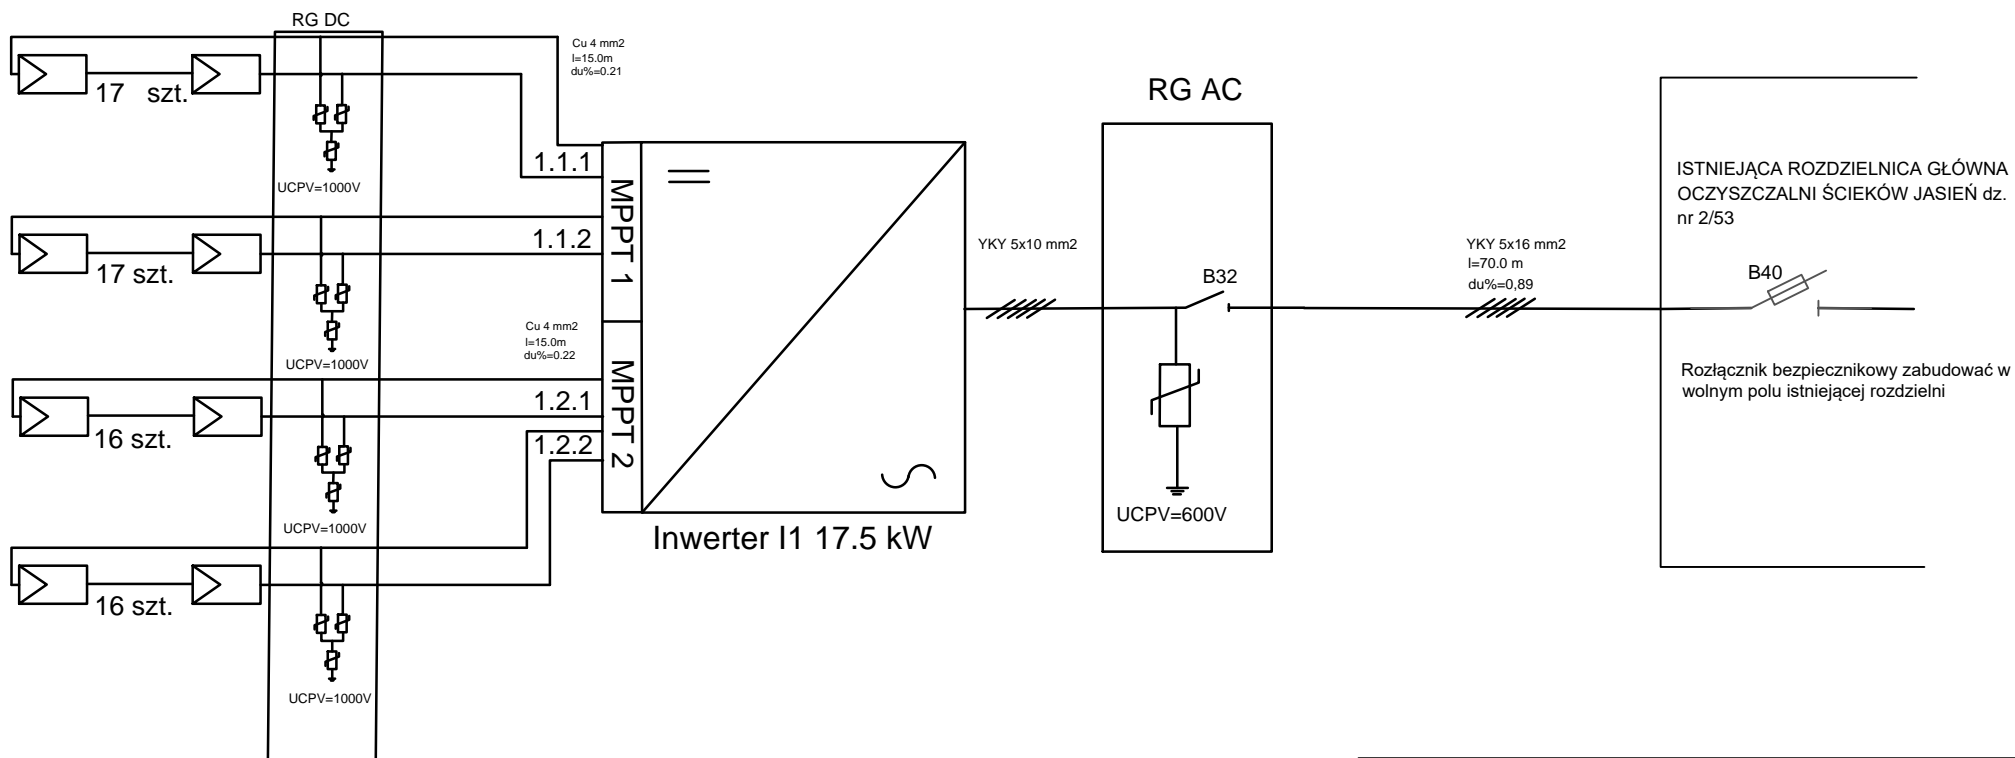 RG DC
Cu 4 mm2
l=15.0m
du%=0.21
17 szt.
UCPV=1000V
1.1.1
MPPT 1
17 szt.
1.1.2
UCPV=1000V
Cu 4 mm2
l=15.0m
du%=0.22
MPPT 2
16 szt.
1.2.1
1.2.2
UCPV=1000V
16 szt.
UCPV=1000V
Inwerter I1 17.5 kW
YKY 5x10 mm2
RG AC
B32
UCPV=600V
YKY 5x16 mm2
l=70.0 m
du%=0,89
ISTNIEJĄCA ROZDZIELNICA GŁÓWNA
OCZYSZCZALNI ŚCIEKÓW JASIEŃ dz.
nr 2/53
B40
Rozłącznik bezpiecznikowy zabudować w
wolnym polu istniejącej rozdzielni